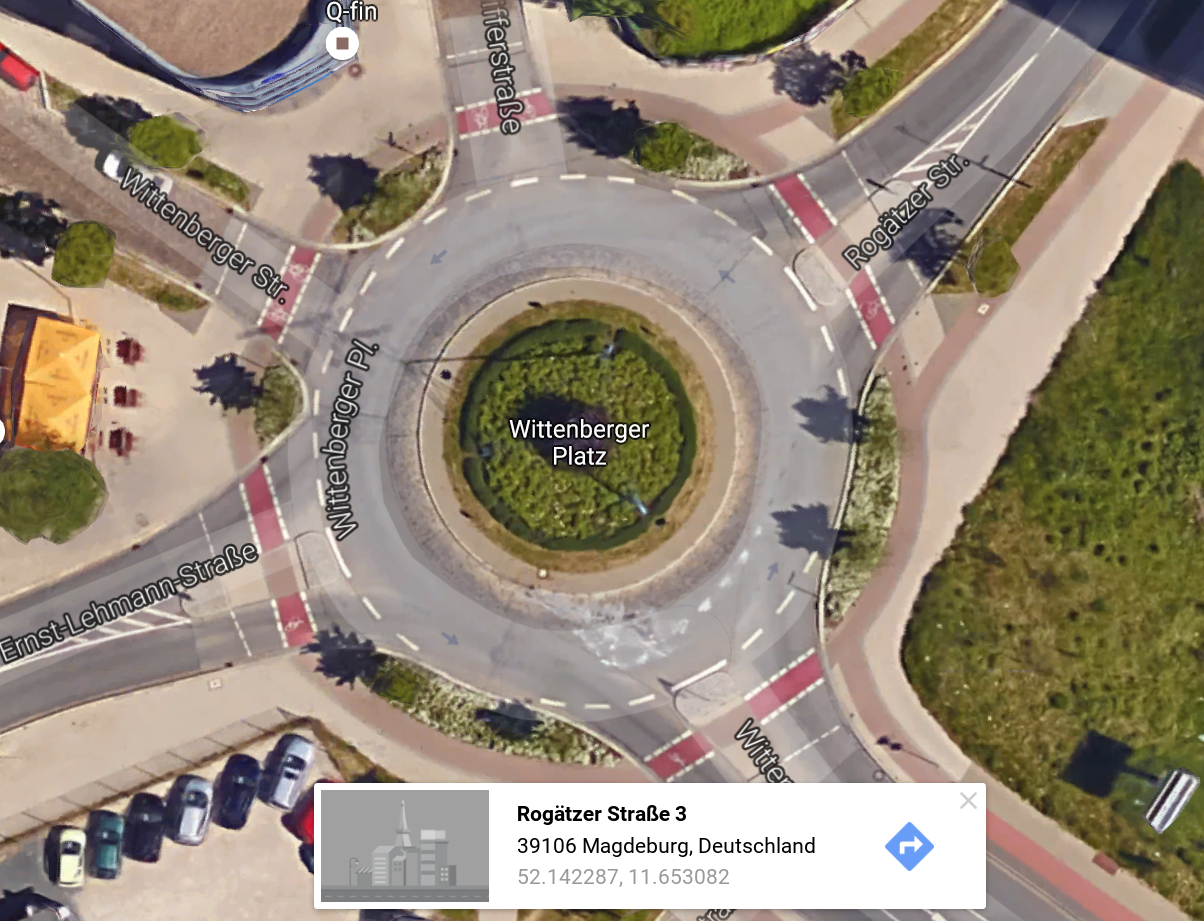 Q-fin
fferstraße
Wittenberger Str.
Rogätzer Str.
Wittenberger Pl.
Wittenberger
Platz
Ernst-Lehmann-Straße
Witten
Rogätzer Straße 3
39106 Magdeburg, Deutschland
52.142287, 11.653082